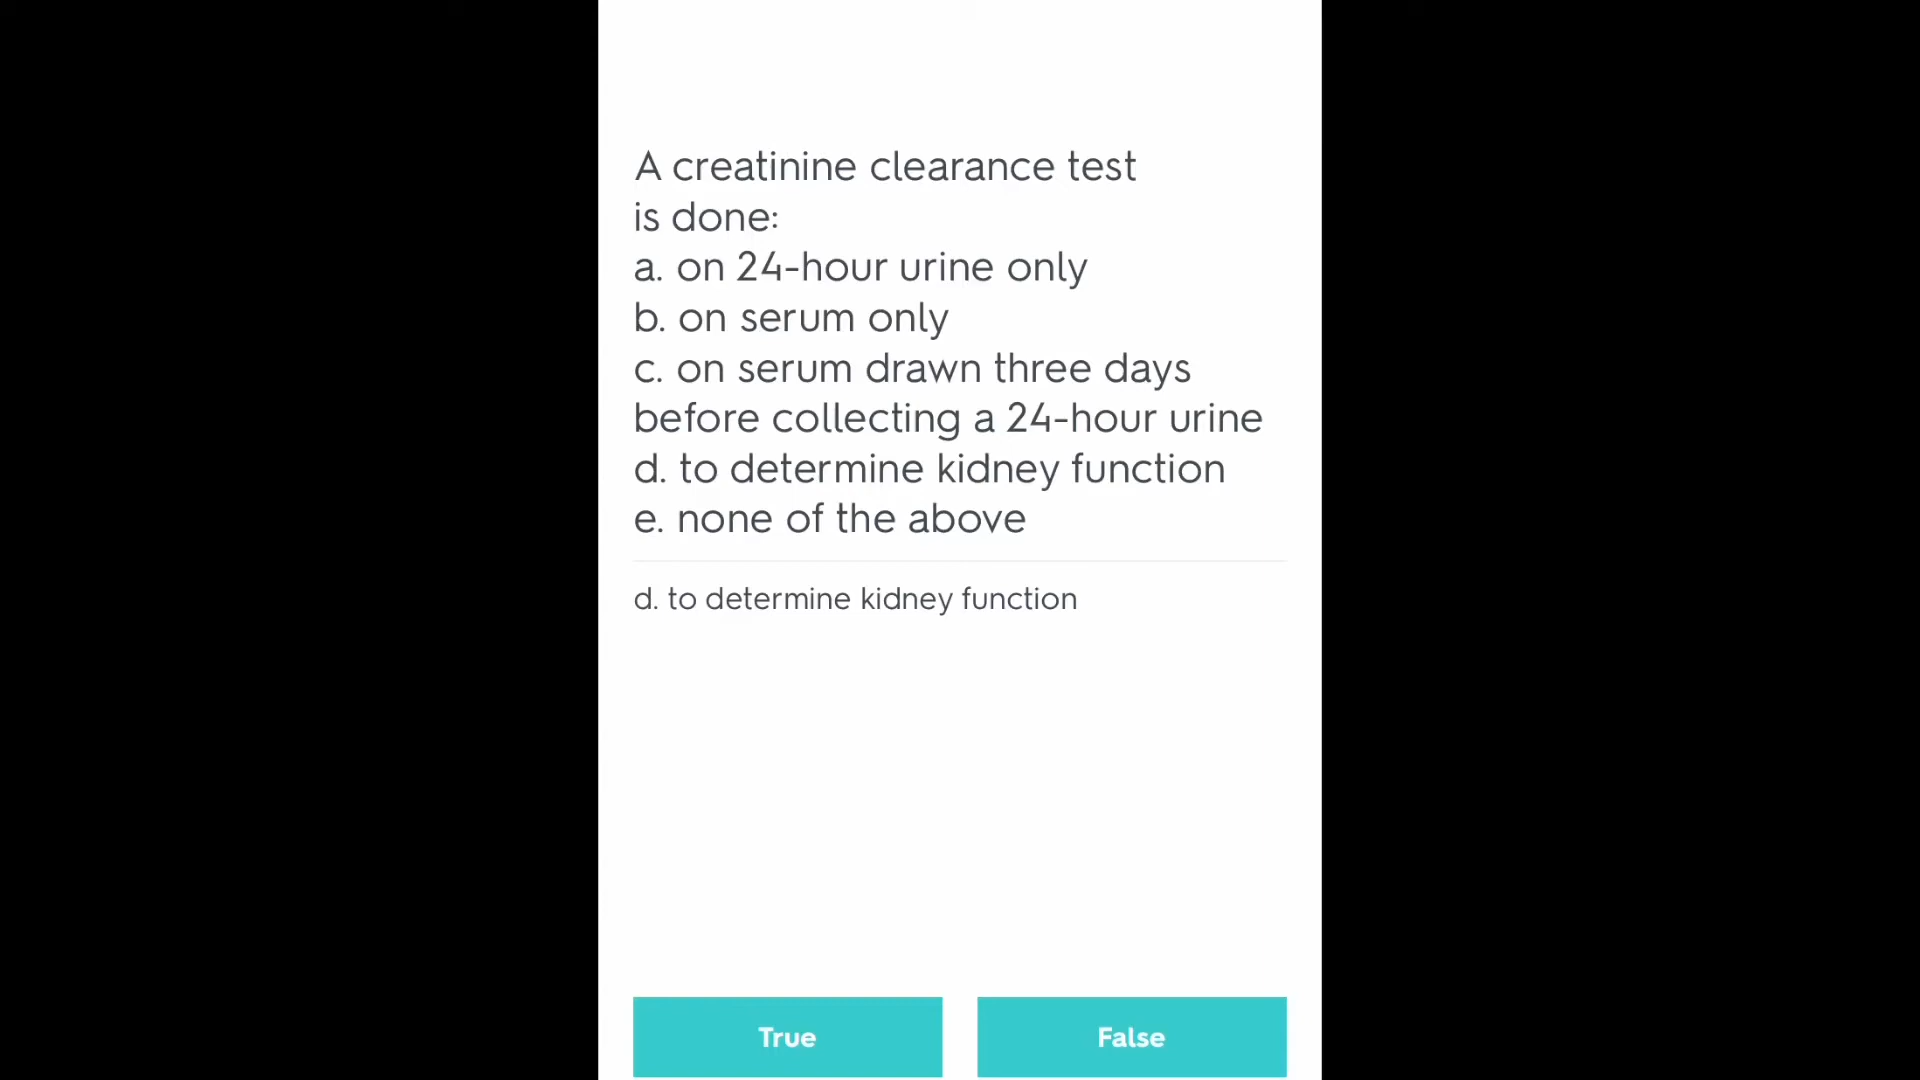 A creatinine clearance test
is done:
a. on 24-hour urine only
b. on serum only
c. on serum drawn three days
before collecting a 24-hour urine
d. to determine kidney function
e. none of the above
d. to determine kidney function
True
False